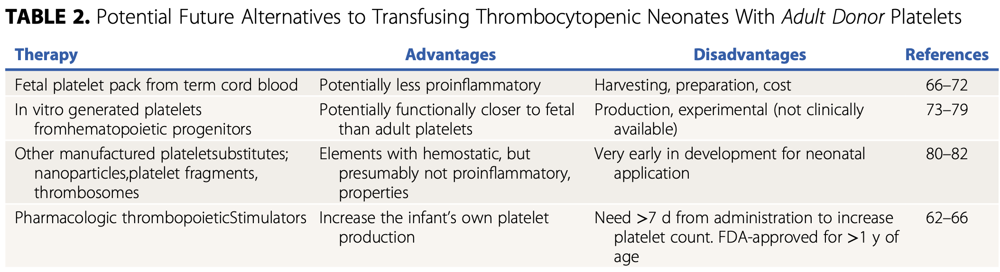 TABLE 2. Potential Future Alternatives to Transfusing Thrombocytopenic Neonates With Adult Donor Platelets
Therapy Advantages Disadvantages References
Fetal platelet pack from term cord blood Potentially less proinflammatory Harvesting, preparation, cost 66–72
In vitro generated platelets Potentially functionally closer to fetal Production, experimental (not clinically 73–79
fromhematopoietic progenitors than adult platelets available)
Other manufactured plateletsubstitutes; Elements with hemostatic, but Very early in development for neonatal 80–82
nanoparticles,platelet fragments, presumably not proinflammatory, application
thrombosomes properties
Pharmacologic thrombopoieticStimulators Increase the infant’s own platelet Need >7 d from administration to increase 62–66
production platelet count. FDA-approved for >1 y of
age